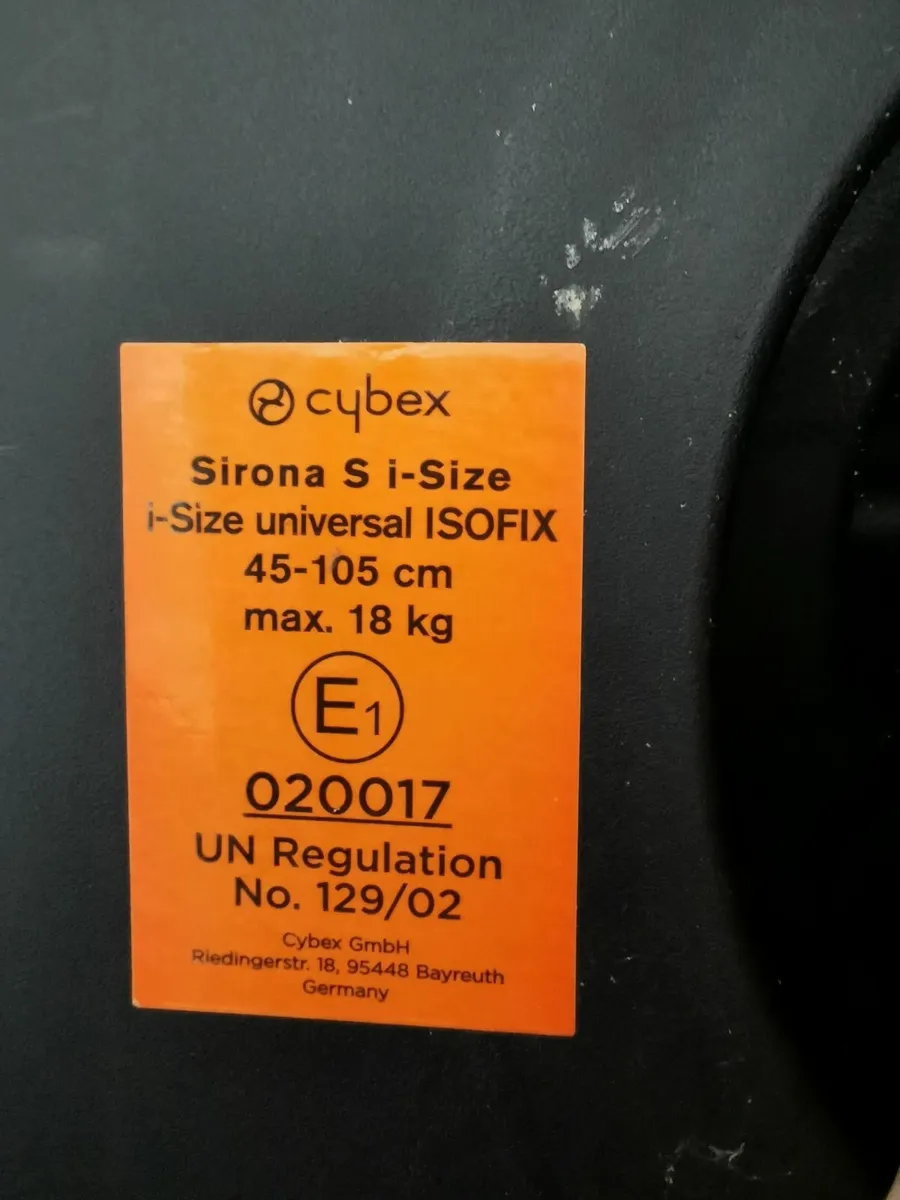 cybex
Sirona S i-Size
i-Size universal ISOFIX
45-105 cm
max. 18 kg
E1
020017
UN Regulation
No. 129/02
Cybex GmbH
Riedingerstr. 18, 95448 Bayreuth
Germany